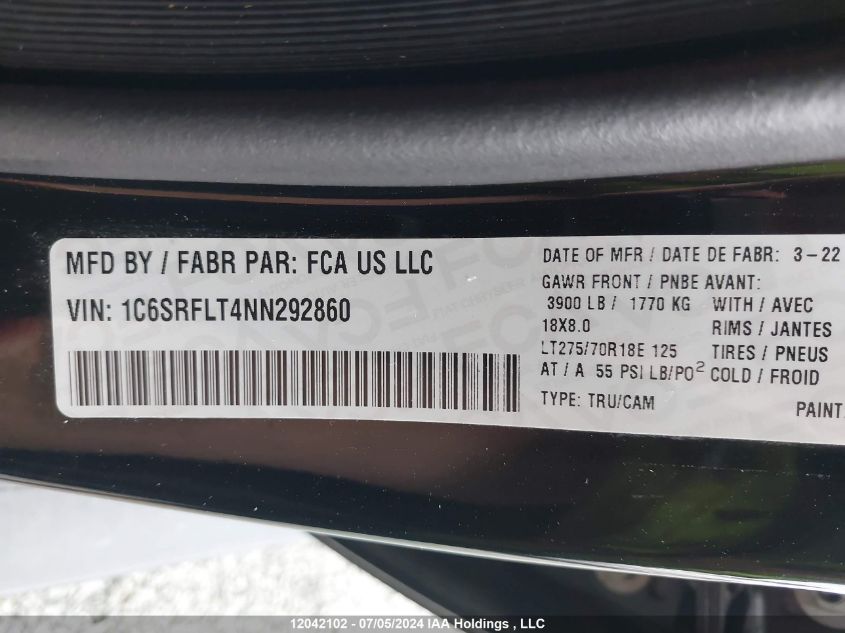 MFD BY / FABR PAR: FCA US LLC
VIN: 1C6SRFLT4NN292860
DATE OF MFR / DATE DE FABR: 3-22
GAWR FRONT / PNBE AVANT:
3900 LB / 1770 KG WITH / AVEC
18X8.0 RIMS / JANTES
LT275/70R18E 125 TIRES / PNEUS
AT / A 55 PSI LB/PO² COLD / FROID
TYPE: TRU/CAM
PAINT
12042102 - 07/05/2024 IAA Holdings , LLC